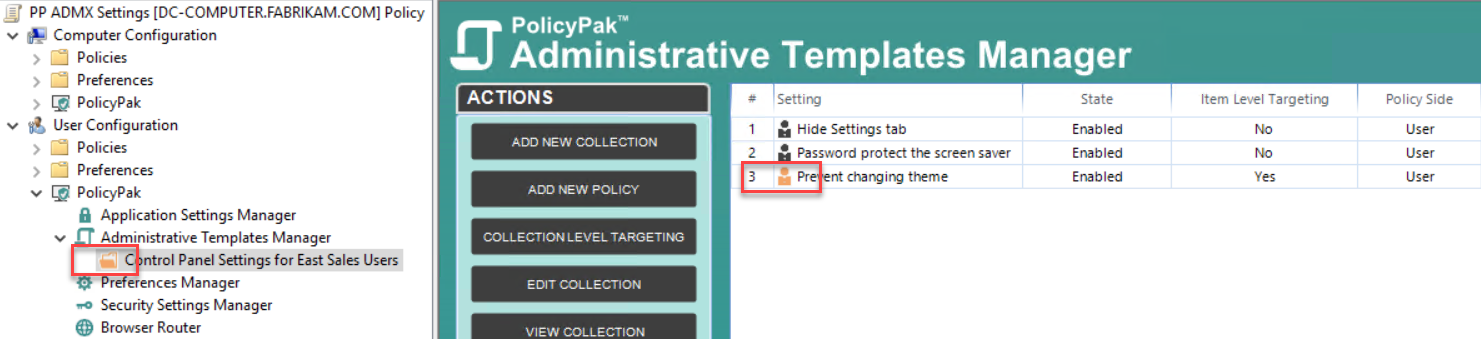 PP ADMX Settings [DC-COMPUTER.FABRIKAM.COM] Policy
Computer Configuration
Policies
Preferences
PolicyPak
User Configuration
Policies
Preferences
PolicyPak
Application Settings Manager
Administrative Templates Manager
Control Panel Settings for East Sales Users
Preferences Manager
Security Settings Manager
Browser Router
PolicyPak™
Administrative Templates Manager
ACTIONS
ADD NEW COLLECTION
ADD NEW POLICY
COLLECTION LEVEL TARGETING
EDIT COLLECTION
VIEW COLLECTION
# Setting State Item Level Targeting Policy Side
1 Hide Settings tab Enabled No User
2 Password protect the screen saver Enabled No User
3 Prevent changing theme Enabled Yes User